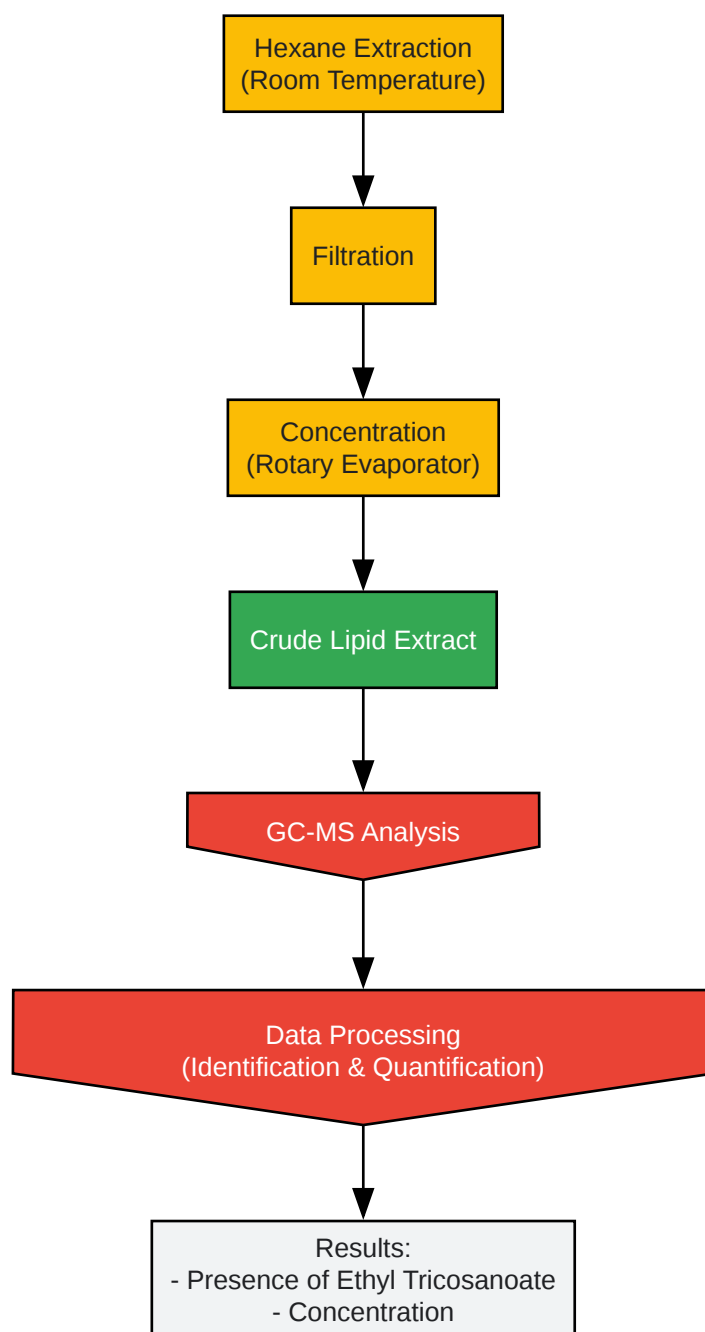 Hexane Extraction
(Room Temperature)
Filtration
Concentration
(Rotary Evaporator)
Crude Lipid Extract
GC-MS Analysis
Data Processing
(Identification & Quantification)
Results:
- Presence of Ethyl Tricosanoate
- Concentration